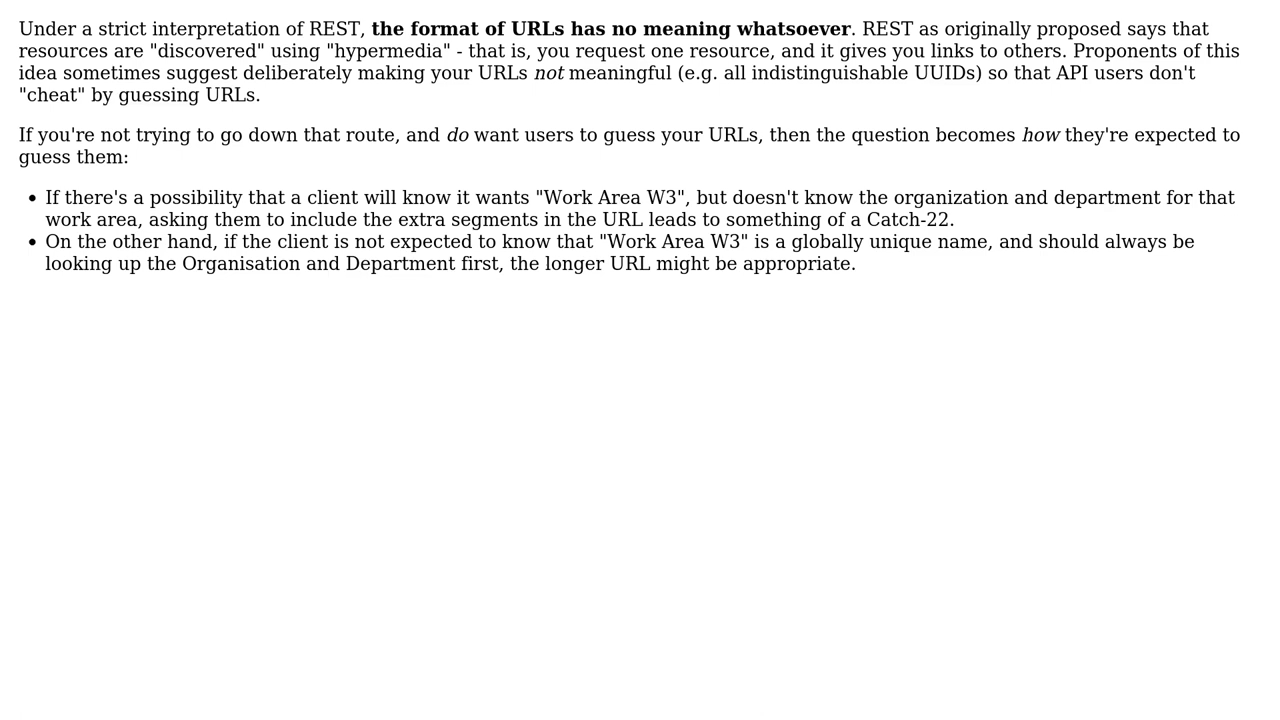 Under a strict interpretation of REST, the format of URLs has no meaning whatsoever. REST as originally proposed says that
resources are "discovered" using "hypermedia" - that is, you request one resource, and it gives you links to others. Proponents of this
idea sometimes suggest deliberately making your URLs not meaningful (e.g. all indistinguishable UUIDs) so that API users don't
"cheat" by guessing URLs.
If you're not trying to go down that route, and do want users to guess your URLs, then the question becomes how they're expected to
guess them:
• If there's a possibility that a client will know it wants "Work Area W3", but doesn't know the organization and department for that
work area, asking them to include the extra segments in the URL leads to something of a Catch-22.
• On the other hand, if the client is not expected to know that "Work Area W3" is a globally unique name, and should always be
looking up the Organisation and Department first, the longer URL might be appropriate.